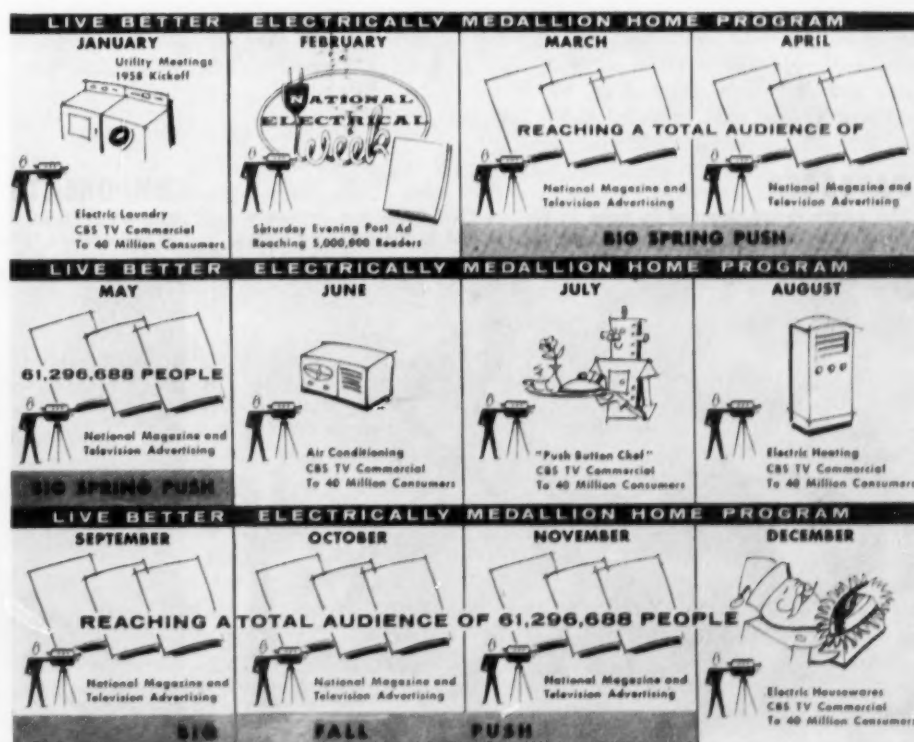 LIVE BETTER ELECTRICALLY MEDALLION HOME PROGRAM
JANUARY
Utility Meetings
1958 Kickoff
Electric Laundry
CBS TV Commercial
To 40 Million Consumers
FEBRUARY
NATIONAL
ELECTRICAL
Week
Saturday Evening Post Ad
Reaching 5,000,000 Readers
MARCH
APRIL
REACHING A TOTAL AUDIENCE OF
National Magazine and
Television Advertising
National Magazine and
Television Advertising
BIG SPRING PUSH
LIVE BETTER ELECTRICALLY MEDALLION HOME PROGRAM
MAY
61,296,688 PEOPLE
National Magazine and
Television Advertising
BIG SPRING PUSH
JUNE
Air Conditioning
CBS TV Commercial
To 40 Million Consumers
JULY
"Push Button Chef"
CBS TV Commercial
To 40 Million Consumers
AUGUST
Electric Heating
CBS TV Commercial
To 40 Million Consumers
LIVE BETTER ELECTRICALLY MEDALLION HOME PROGRAM
SEPTEMBER
OCTOBER
NOVEMBER
REACHING A TOTAL AUDIENCE OF 61,296,688 PEOPLE
National Magazine and
Television Advertising
National Magazine and
Television Advertising
National Magazine and
Television Advertising
BIG FALL PUSH
DECEMBER
Electric Housewares
CBS TV Commercial
To 40 Million Consumers